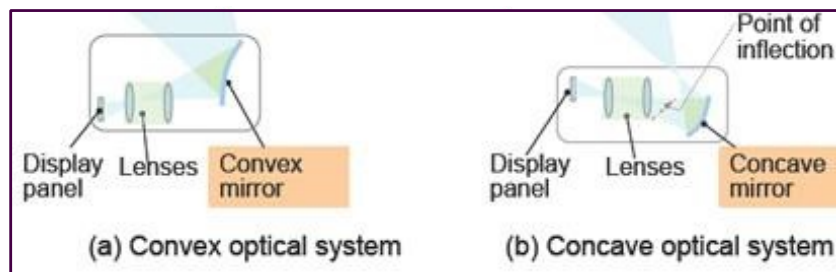 Point of
inflection
Display
panel
Lenses
Convex
mirror
Display
panel
Lenses
Concave
mirror
(a) Convex optical system
(b) Concave optical system